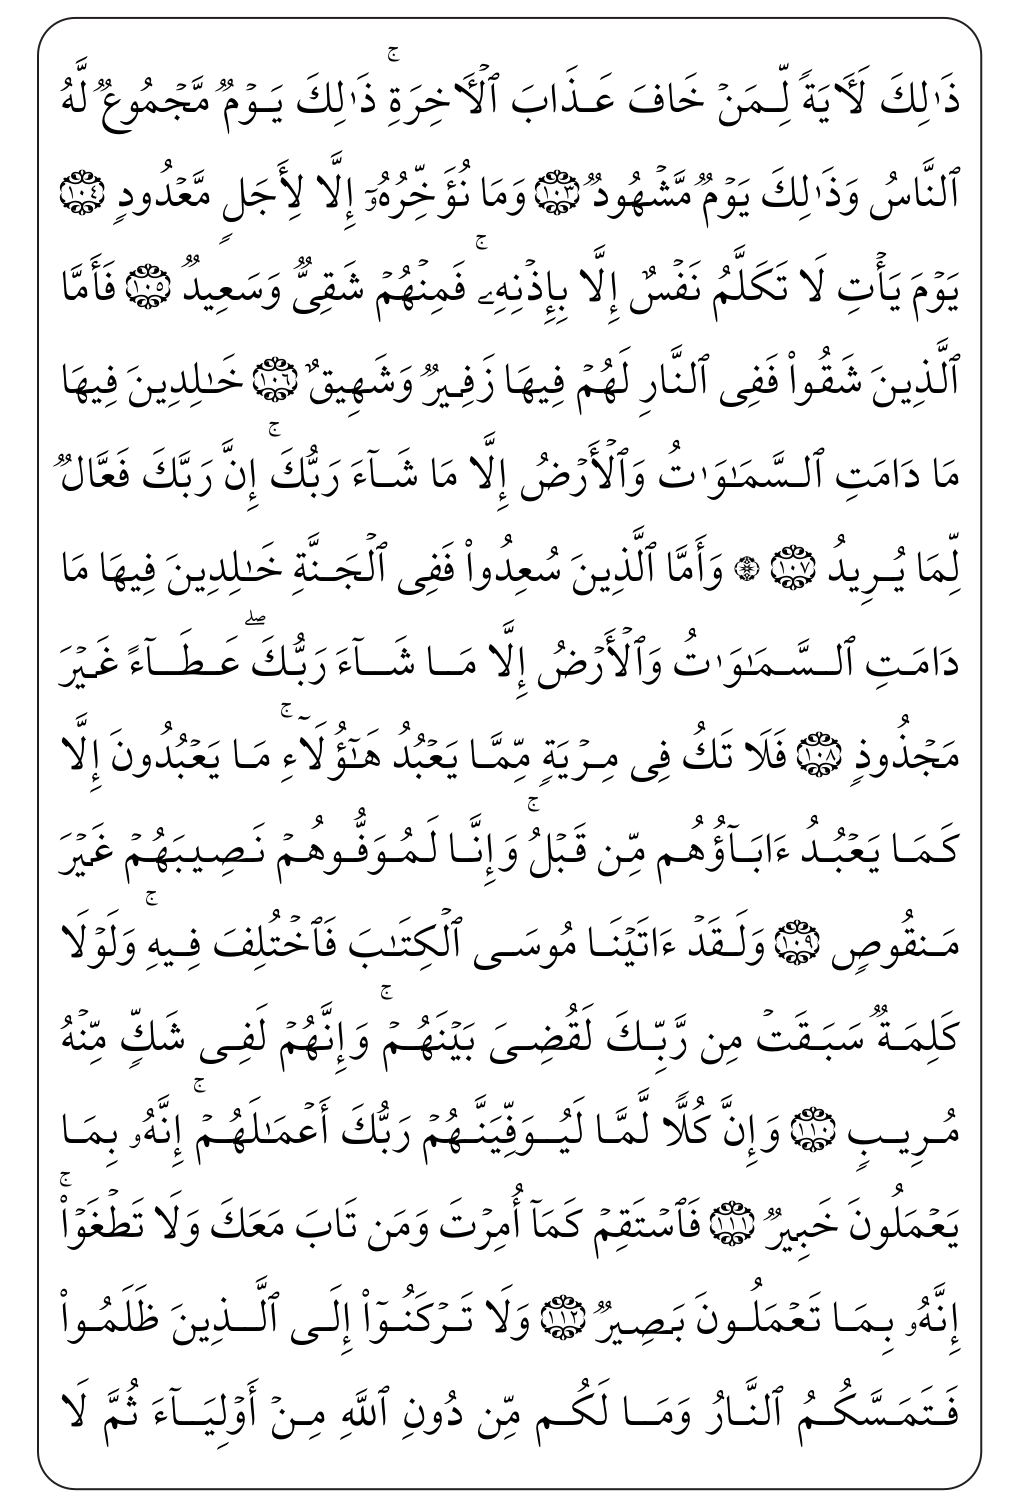 ذَٰلِكَ لَأٓيَةً لِّمَنۡ خَافَ عَذَابَ ٱلۡأٓخِرَةِۚ ذَٰلِكَ يَوۡمٌ مَّجۡمُوعٌ لَّهُ
ٱلنَّاسُ وَذَٰلِكَ يَوۡمٌ مَّشۡهُودٌ ١٠٣ وَمَا نُؤَخِّرُهُۥٓ إِلَّا لِأَجَلٍ مَّعۡدُودٍ ١٠٤
يَوۡمَ يَأۡتِ لَا تَكَلَّمُ نَفۡسٌ إِلَّا بِإِذۡنِهِۦۚ فَمِنۡهُمۡ شَقِيٌّ وَسَعِيدٌ ١٠٥ فَأَمَّا
ٱلَّذِينَ شَقُواْ فَفِي ٱلنَّارِ لَهُمۡ فِيهَا زَفِيرٌ وَشَهِيقٌ ١٠٦ خَٰلِدِينَ فِيهَا
مَا دَامَتِ ٱلسَّمَٰوَٰتُ وَٱلۡأَرۡضُ إِلَّا مَا شَآءَ رَبُّكَۚ إِنَّ رَبَّكَ فَعَّالٌ
لِّمَا يُرِيدُ ١٠٧ ۞ وَأَمَّا ٱلَّذِينَ سُعِدُواْ فَفِي ٱلۡجَنَّةِ خَٰلِدِينَ فِيهَا مَا
دَامَتِ ٱلسَّمَٰوَٰتُ وَٱلۡأَرۡضُ إِلَّا مَا شَآءَ رَبُّكَۖ عَطَآءً غَيۡرَ
مَجۡذُوذٍ ١٠٨ فَلَا تَكُ فِي مِرۡيَةٍ مِّمَّا يَعۡبُدُ هَٰٓؤُلَآءِۚ مَا يَعۡبُدُونَ إِلَّا
كَمَا يَعۡبُدُ ءَابَآؤُهُم مِّن قَبۡلُۚ وَإِنَّا لَمُوَفُّوهُمۡ نَصِيبَهُمۡ غَيۡرَ
مَنقُوصٍ ١٠٩ وَلَقَدۡ ءَاتَيۡنَا مُوسَى ٱلۡكِتَٰبَ فَٱخۡتُلِفَ فِيهِۚ وَلَوۡلَا
كَلِمَةٌ سَبَقَتۡ مِن رَّبِّكَ لَقُضِيَ بَيۡنَهُمۡۚ وَإِنَّهُمۡ لَفِي شَكٍّ مِّنۡهُ
مُرِيبٍ ١١٠ وَإِنَّ كُلًّا لَّمَّا لَيُوَفِّيَنَّهُمۡ رَبُّكَ أَعۡمَٰلَهُمۡۚ إِنَّهُۥ بِمَا
يَعۡمَلُونَ خَبِيرٌ ١١١ فَٱسۡتَقِمۡ كَمَآ أُمِرۡتَ وَمَن تَابَ مَعَكَ وَلَا تَطۡغَوۡاْۚ
إِنَّهُۥ بِمَا تَعۡمَلُونَ بَصِيرٌ ١١٢ وَلَا تَرۡكَنُوٓاْ إِلَى ٱلَّذِينَ ظَلَمُواْ
فَتَمَسَّكُمُ ٱلنَّارُ وَمَا لَكُم مِّن دُونِ ٱللَّهِ مِنۡ أَوۡلِيَآءَ ثُمَّ لَا